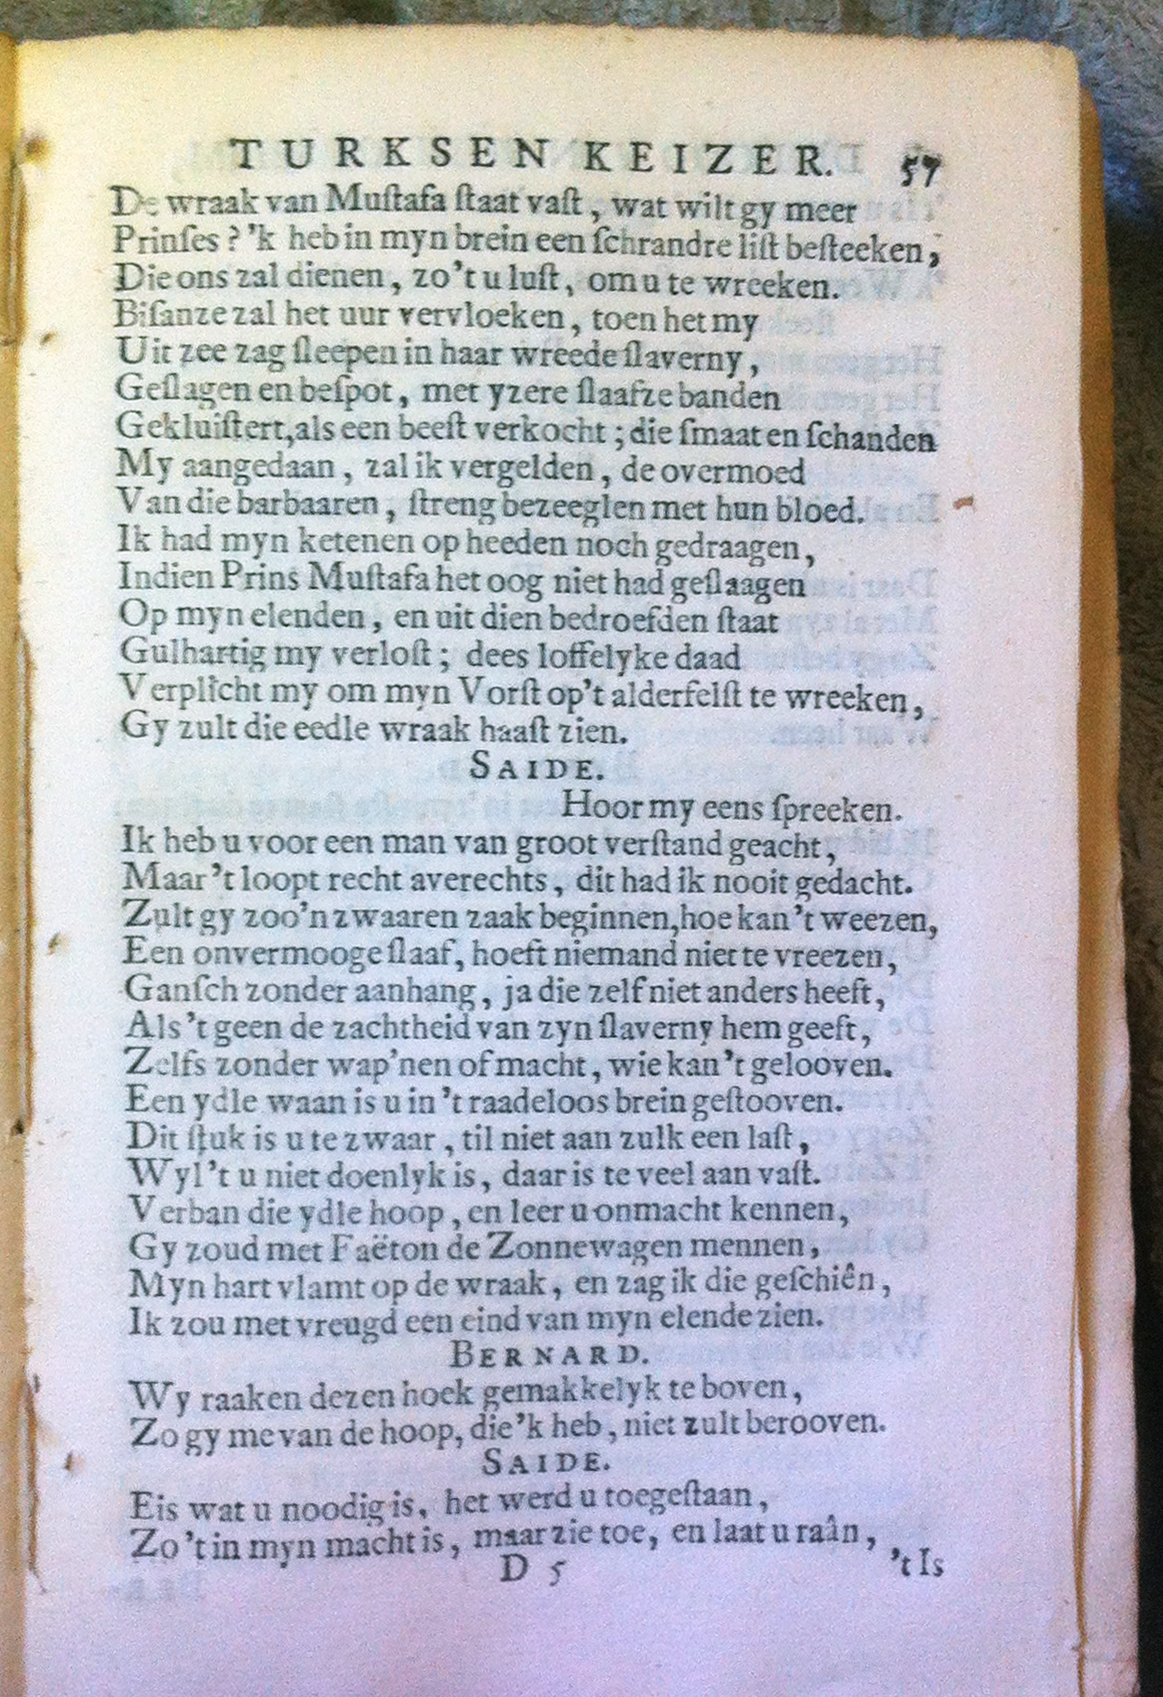 TURKSEN KEIZER. 57
De wraak van Muſtafa ſtaat vaſt, wat wilt gy meer
Prinſes? 'k heb in myn brein een ſchrandre liſt beſteeken,
Die ons zal dienen, zo 't u luſt, om u te wreeken.
Biſanze zal het uur vervloeken, toen het my
Uit zee zag ſleepen in haar wreede ſlaverny,
Geſlagen en beſpot, met yzere ſlaafze banden
Gekluiſtert, als een beeſt verkocht; die ſmaat en ſchanden
My aangedaan, zal ik vergelden, de overmoed
Van die barbaaren, ſtreng bezeeglen met hun bloed.
Ik had myn ketenen op heeden noch gedraagen,
Indien Prins Muſtafa het oog niet had geſlaagen
Op myn elenden, en uit dien bedroefden ſtaat
Gulhartig my verloſt; dees loffelyke daad
Verplicht my om myn Vorſt op't alderfelſt te wreeken,
Gy zult die eedle wraak haaſt zien.
SAIDE.
Hoor my eens ſpreeken.
Ik heb u voor een man van groot verſtand geacht,
Maar 't loopt recht averechts, dit had ik nooit gedacht.
Zult gy zoo'n zwaaren zaak beginnen, hoe kan 't weezen,
Een onvermooge ſlaaf, hoeft niemand niet te vreezen,
Ganſch zonder aanhang, ja die zelf niet anders heeft,
Als 't geen de zachtheid van zyn ſlaverny hem geeft,
Zelfs zonder wap'nen of macht, wie kan 't gelooven.
Een ydle waan is u in 't raadeloos brein geſtooven.
Dit ſtuk is u te zwaar, til niet aan zulk een laſt,
Wyl 't u niet doenlyk is, daar is te veel aan vaſt.
Verban die ydle hoop, en leer u onmacht kennen,
Gy zoud met Faëton de Zonnewagen mennen,
Myn hart vlamt op de wraak, en zag ik die geſchiên,
Ik zou met vreugd een eind van myn elende zien.
BERNARD.
Wy raaken dezen hoek gemakkelyk te boven,
Zo gy me van de hoop, die 'k heb, niet zult berooven.
SAIDE.
Eis wat u noodig is, het werd u toegeſtaan,
Zo 't in myn macht is, maar zie toe, en laat u raân,
D 5 't Is